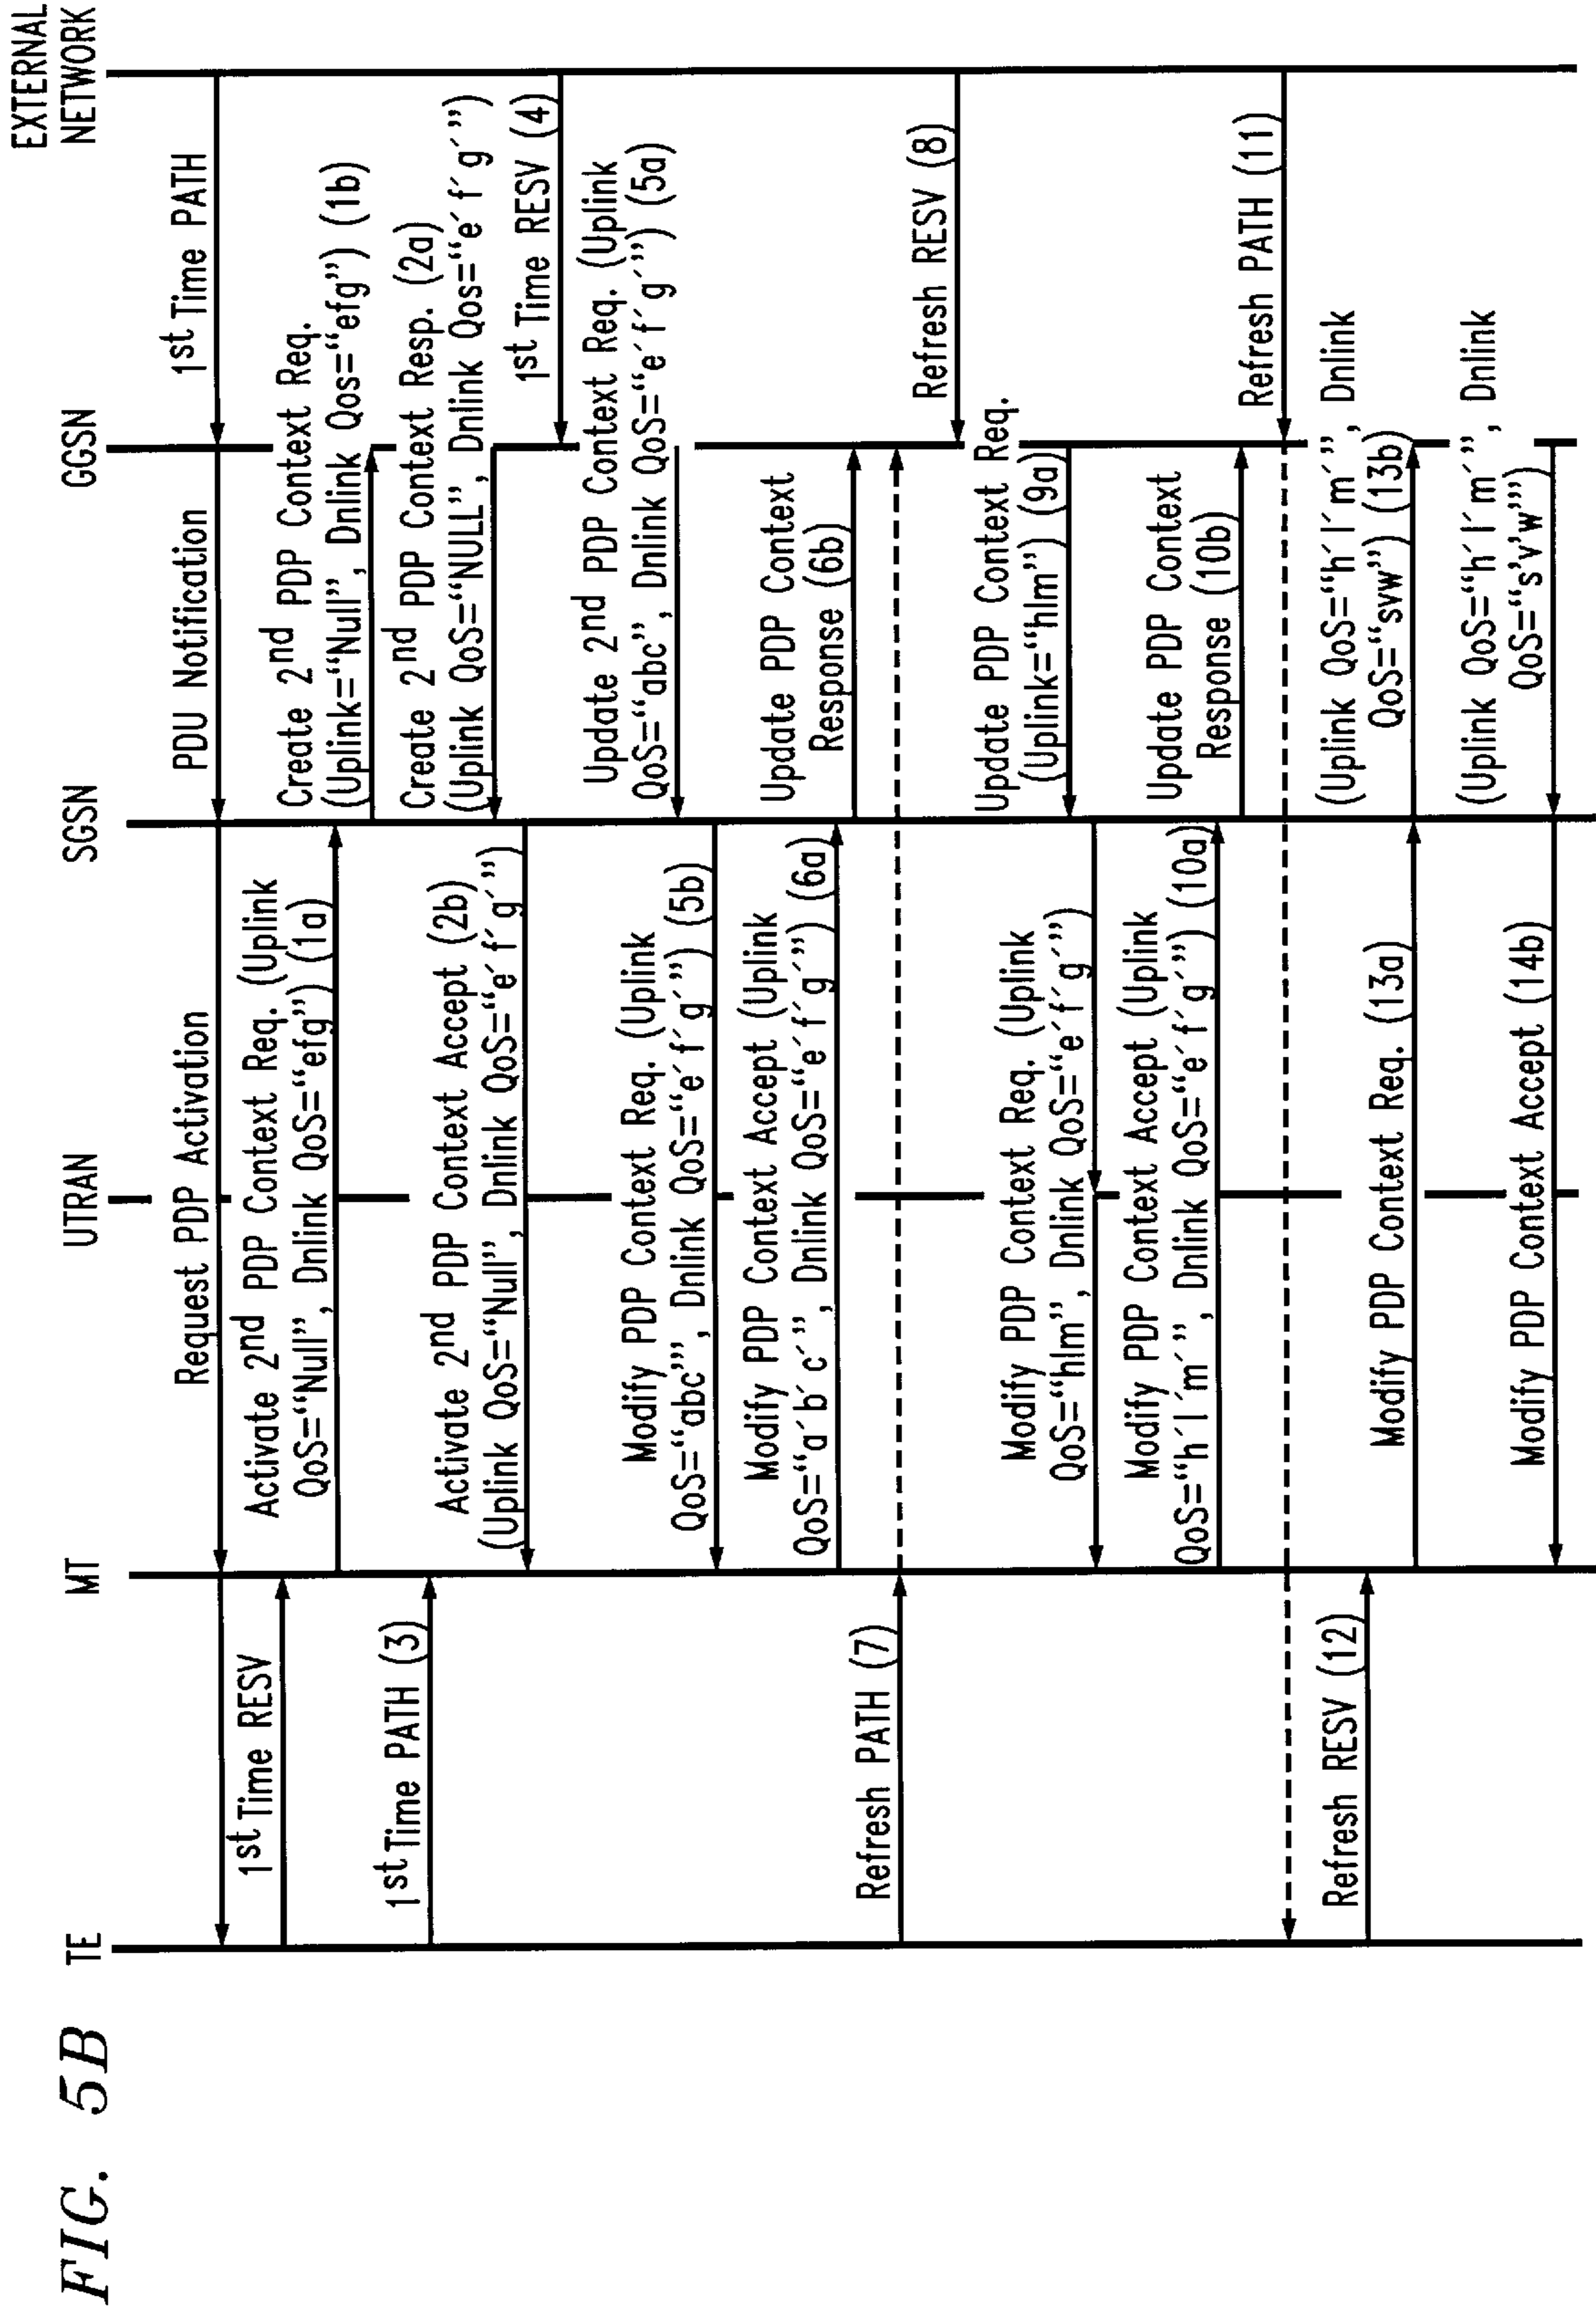 FIG. 5B
TE
MT
UTRAN
SGSN
GGSN
EXTERNAL
NETWORK
1st Time PATH
PDU Notification
Request PDP Activation
1st Time RESV
Activate 2nd PDP Context Req. (Uplink
QoS="Null", Dnlink QoS="efg") (1a)
Create 2nd PDP Context Req.
(Uplink="Null", Dnlink Qos="efg") (1b)
Create 2nd PDP Context Resp. (2a)
(Uplink QoS="NULL", Dnlink Qos="e´f´g´")
1st Time PATH (3)
Activate 2nd PDP Context Accept (2b)
(Uplink QoS="Null", Dnlink QoS="e´f´g´")
1st Time RESV (4)
Update 2nd PDP Context Req. (Uplink
QoS="abc", Dnlink QoS="e´f´g´") (5a)
Modify PDP Context Req. (Uplink
QoS="abc'", Dnlink QoS="e´f´g´") (5b)
Modify PDP Context Accept (Uplink
QoS="a´b´c´", Dnlink QoS="e´f´g´") (6a)
Update PDP Context
Response (6b)
Refresh PATH (7)
Refresh RESV (8)
Update PDP Context Req.
(Uplink="hlm") (9a)
Modify PDP Context Req. (Uplink
QoS="hlm", Dnlink QoS="e´f´g´")
Modify PDP Context Accept (Uplink
QoS="h´l´m´", Dnlink QoS="e´f´g´") (10a)
Update PDP Context
Response (10b)
Refresh PATH (11)
Refresh RESV (12)
Modify PDP Context Req. (13a)
(Uplink QoS="h´l´m´", Dnlink
QoS="svw") (13b)
(Uplink QoS="h´l´m´", Dnlink
QoS="s'v'w'")
Modify PDP Context Accept (14b)